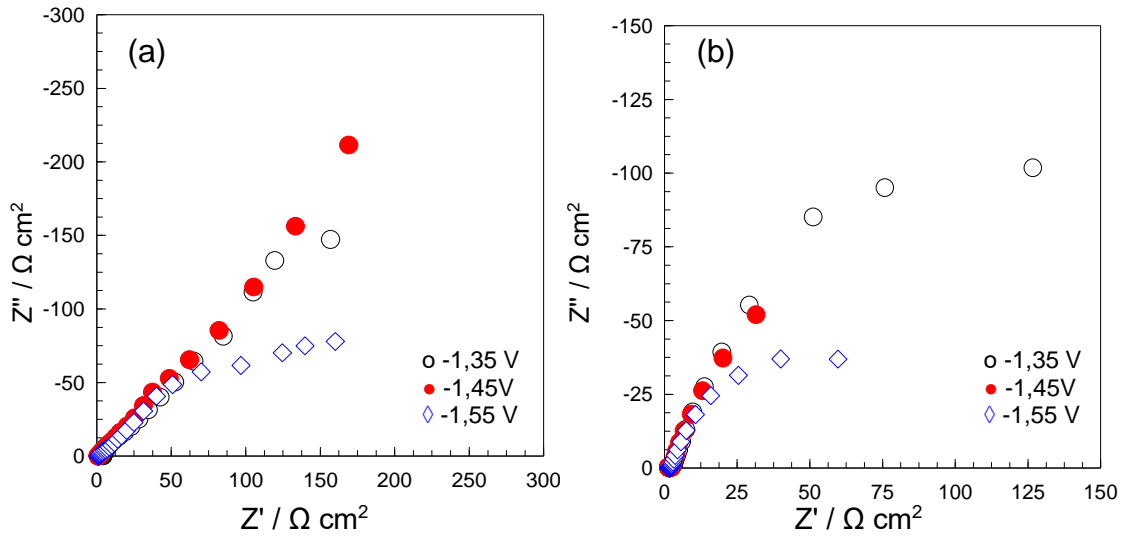 (a)
-300
-250
-200
-150
-100
-50
0
0 50 100 150 200 250 300
Z'' / Ω cm²
Z' / Ω cm²
o -1,35 V
-1,45V
-1,55 V
(b)
-150
-125
-100
-75
-50
-25
0
0 25 50 75 100 125 150
Z'' / Ω cm²
Z' / Ω cm²
o -1,35 V
-1,45V
-1,55 V